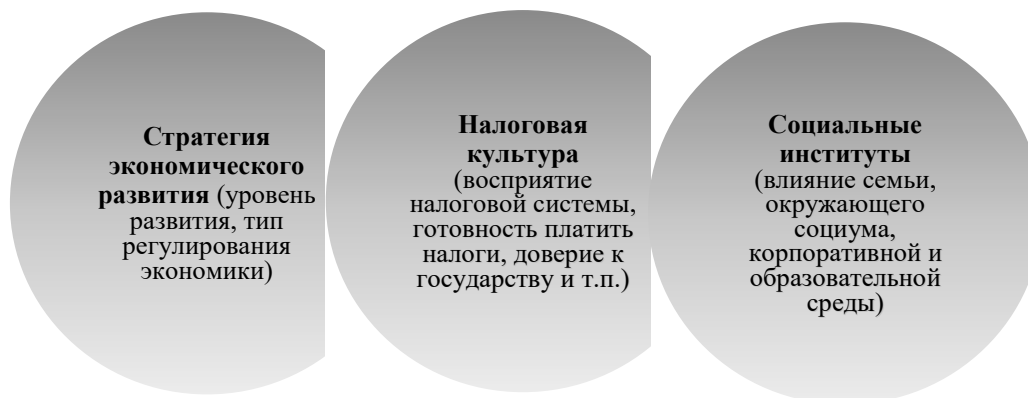 Стратегия
экономического
развития (уровень
развития, тип
регулирования
экономики)
Налоговая
культура
(восприятие
налоговой системы,
готовность платить
налоги, доверие к
государству и т.п.)
Социальные
институты
(влияние семьи,
окружающего
социума,
корпоративной и
образовательной
среды)